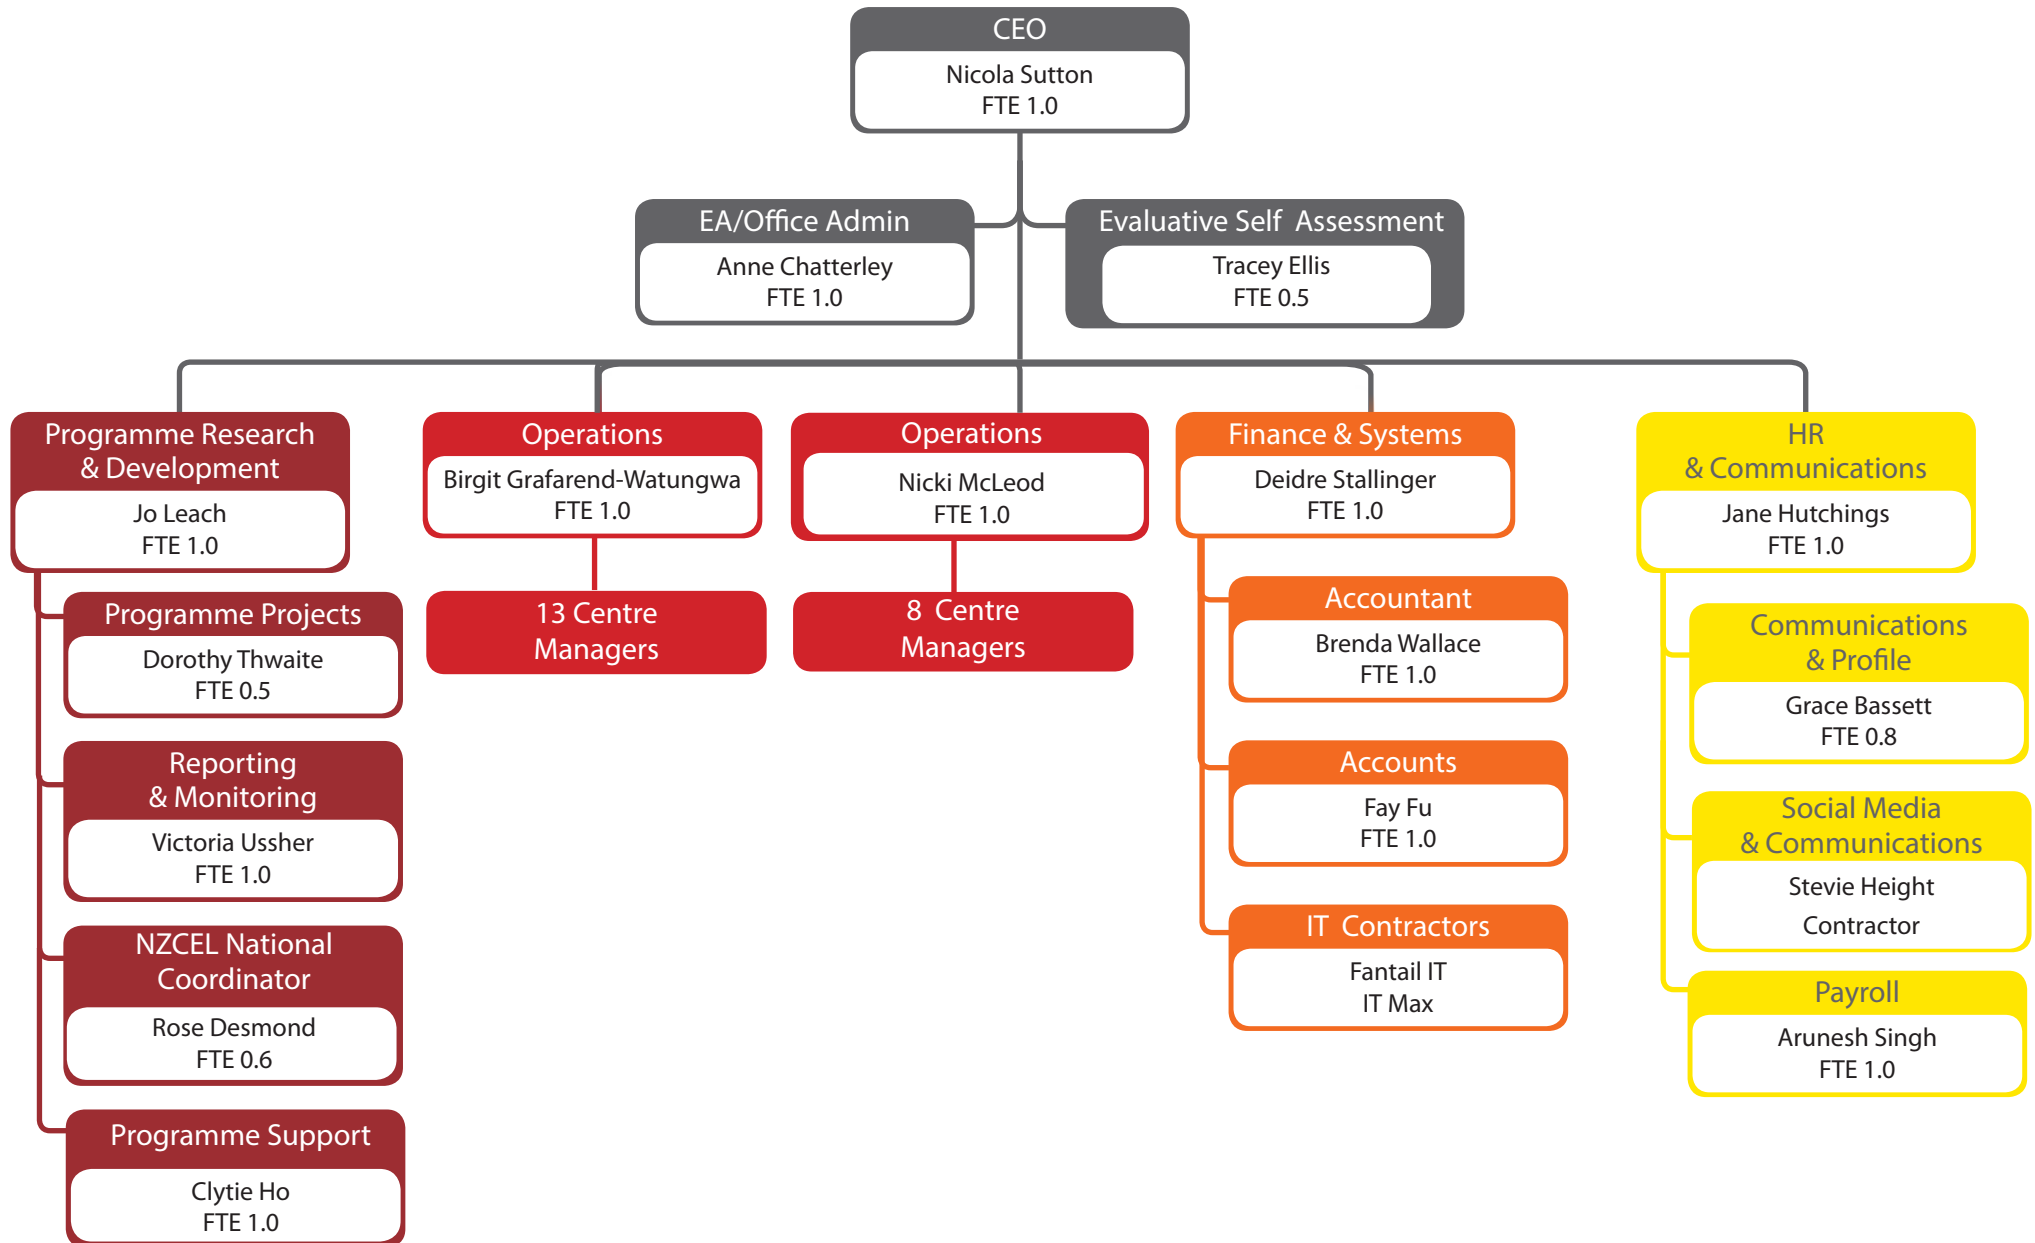 CEO
Nicola Sutton
FTE 1.0
EA/Office Admin
Anne Chatterley
FTE 1.0
Evaluative Self Assessment
Tracey Ellis
FTE 0.5
Programme Research
& Development
Jo Leach
FTE 1.0
Programme Projects
Dorothy Thwaite
FTE 0.5
Reporting
& Monitoring
Victoria Ussher
FTE 1.0
NZCEL National
Coordinator
Rose Desmond
FTE 0.6
Programme Support
Clytie Ho
FTE 1.0
Operations
Birgit Grafarend-Watungwa
FTE 1.0
13 Centre
Managers
Operations
Nicki McLeod
FTE 1.0
8 Centre
Managers
Finance & Systems
Deidre Stallinger
FTE 1.0
Accountant
Brenda Wallace
FTE 1.0
Accounts
Fay Fu
FTE 1.0
IT Contractors
Fantail IT
IT Max
HR
& Communications
Jane Hutchings
FTE 1.0
Communications
& Profile
Grace Bassett
FTE 0.8
Social Media
& Communications
Stevie Height
Contractor
Payroll
Arunesh Singh
FTE 1.0